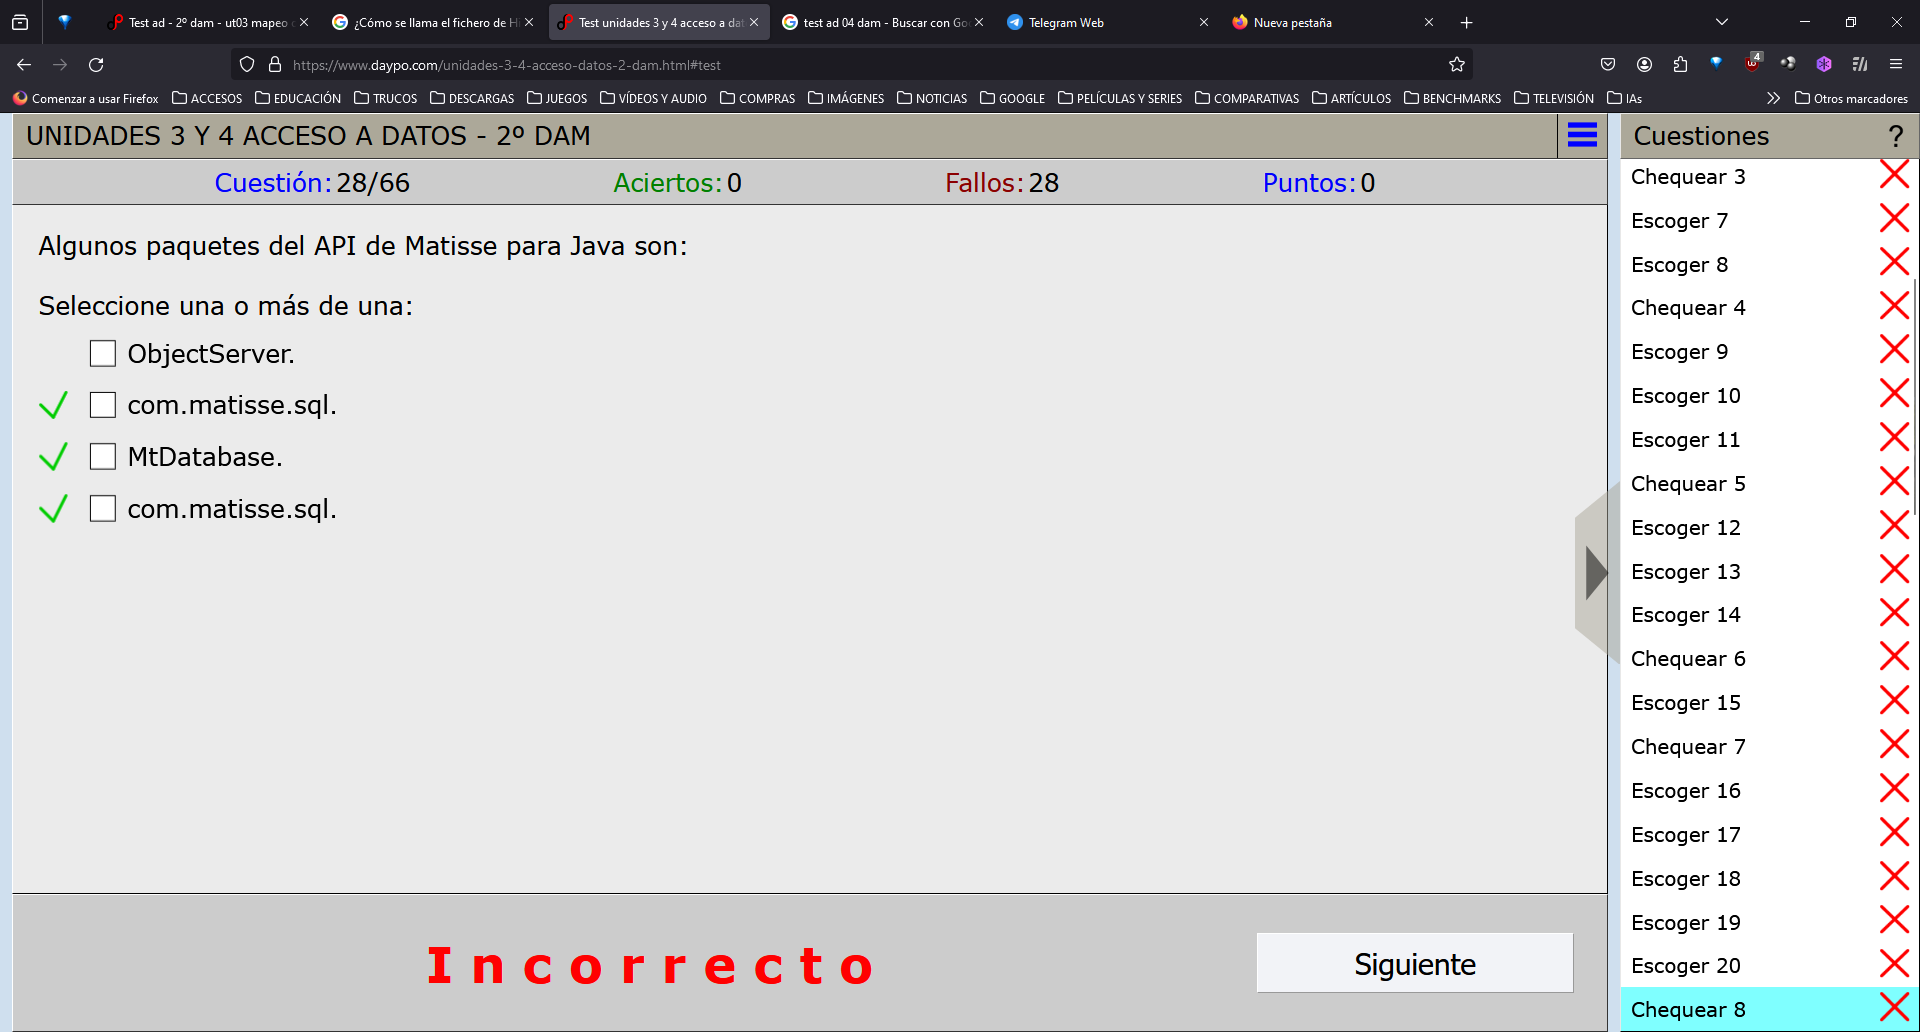 Test ad - 2º dam - ut03 mapeo
¿Cómo se llama el fichero de Hi
Test unidades 3 y 4 acceso a dat
test ad 04 dam - Buscar con Go
Telegram Web
Nueva pestaña
https://www.daypo.com/unidades-3-4-acceso-datos-2-dam.html#test
4
Comenzar a usar Firefox
ACCESOS
EDUCACIÓN
TRUCOS
DESCARGAS
JUEGOS
VÍDEOS Y AUDIO
COMPRAS
IMÁGENES
NOTICIAS
GOOGLE
PELÍCULAS Y SERIES
COMPARATIVAS
ARTÍCULOS
BENCHMARKS
TELEVISIÓN
IAs
Otros marcadores
UNIDADES 3 Y 4 ACCESO A DATOS - 2º DAM
Cuestión: 28/66
Aciertos: 0
Fallos: 28
Puntos: 0
Algunos paquetes del API de Matisse para Java son:
Seleccione una o más de una:
ObjectServer.
com.matisse.sql.
MtDatabase.
com.matisse.sql.
Incorrecto
Siguiente
Cuestiones ?
Chequear 3
Escoger 7
Escoger 8
Chequear 4
Escoger 9
Escoger 10
Escoger 11
Chequear 5
Escoger 12
Escoger 13
Escoger 14
Chequear 6
Escoger 15
Chequear 7
Escoger 16
Escoger 17
Escoger 18
Escoger 19
Escoger 20
Chequear 8